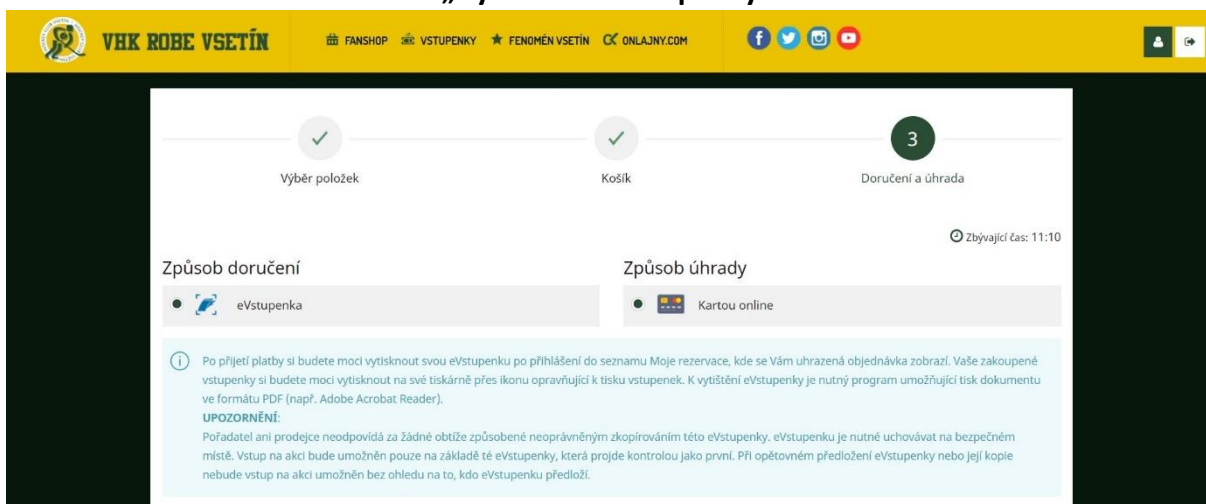 VHK ROBE VSETÍN
FANSHOP VSTUPENKY FENOMÉN VSETÍN ONLAJNY.COM
3
Výběr položek Košík Doručení a úhrada
Zbývající čas: 11:10
Způsob doručení Způsob úhrady
eVstupenka Kartou online
Po přijetí platby si budete moci vytisknout svou eVstupenku po přihlášení do seznamu Moje rezervace, kde se Vám uhrazená objednávka zobrazí. Vaše zakoupené
vstupenky si budete moci vytisknout na své tiskárně přes ikonu opravňující k tisku vstupenek. K vytištění eVstupenky je nutný program umožňující tisk dokumentu
ve formátu PDF (např. Adobe Acrobat Reader).
UPOZORNĚNÍ:
Pořadatel ani prodejce neodpovídá za žádné obtíže způsobené neoprávněným zkopírováním této eVstupenky. eVstupenku je nutné uchovávat na bezpečném
místě. Vstup na akci bude umožněn pouze na základě té eVstupenky, která projde kontrolou jako první. Při opětovném předložení eVstupenky nebo její kopie
nebude vstup na akci umožněn bez ohledu na to, kdo eVstupenku předloží.